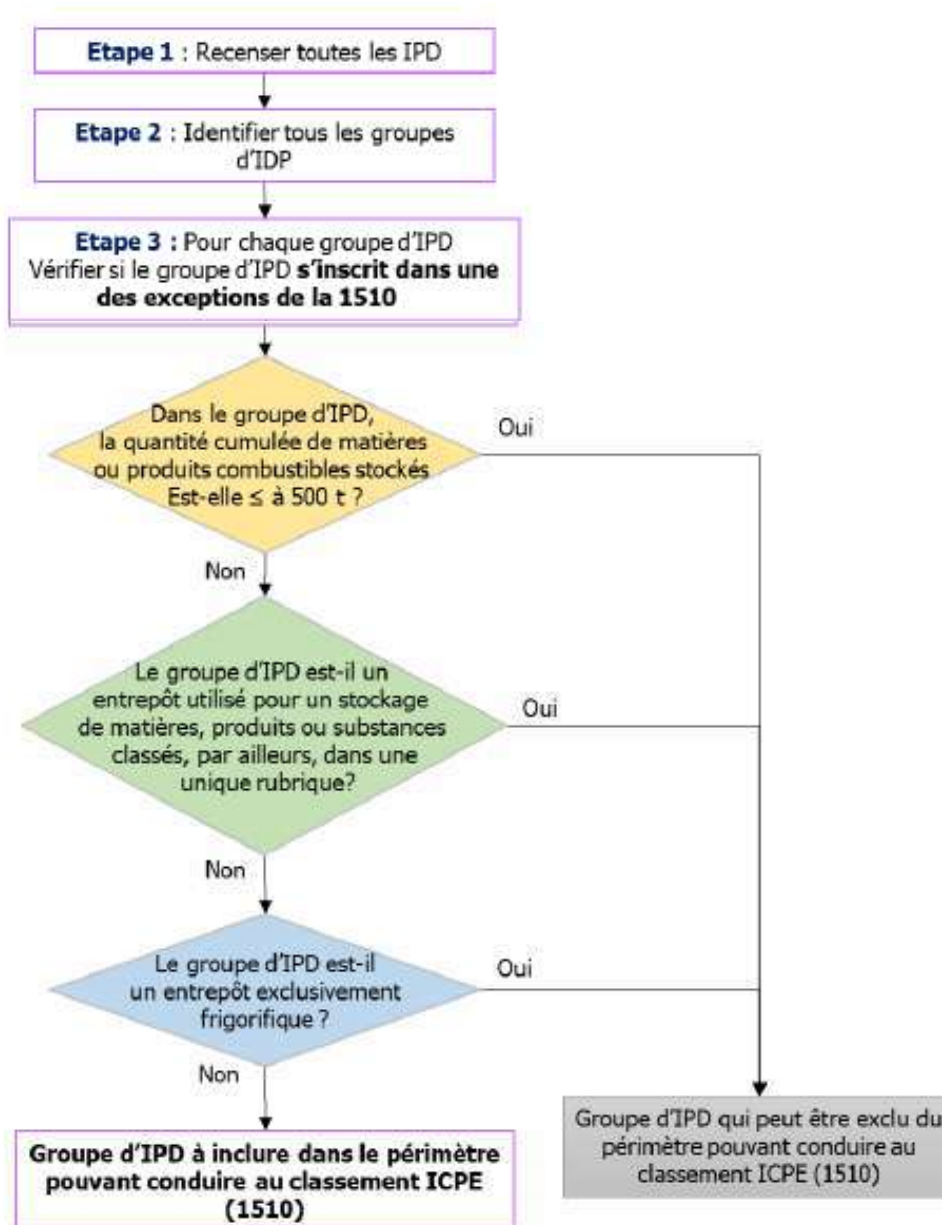 Etape 1 : Recenser toutes les IPD
Etape 2 : Identifier tous les groupes
d'IDP
Etape 3 : Pour chaque groupe d'IPD
Vérifier si le groupe d'IPD s'inscrit dans une
des exceptions de la 1510
Dans le groupe d'IPD,
la quantité cumulée de matières
ou produits combustibles stockés
Est-elle ≤ à 500 t ?
Oui
Non
Le groupe d'IPD est-il un
entrepôt utilisé pour un stockage
de matières, produits ou substances
classés, par ailleurs, dans une
unique rubrique?
Oui
Non
Le groupe d'IPD est-il
un entrepôt exclusivement
frigorifique ?
Oui
Non
Groupe d'IPD à inclure dans le périmètre
pouvant conduire au classement ICPE
(1510)
Groupe d'IPD qui peut être exclu du
périmètre pouvant conduire au
classement ICPE (1510)